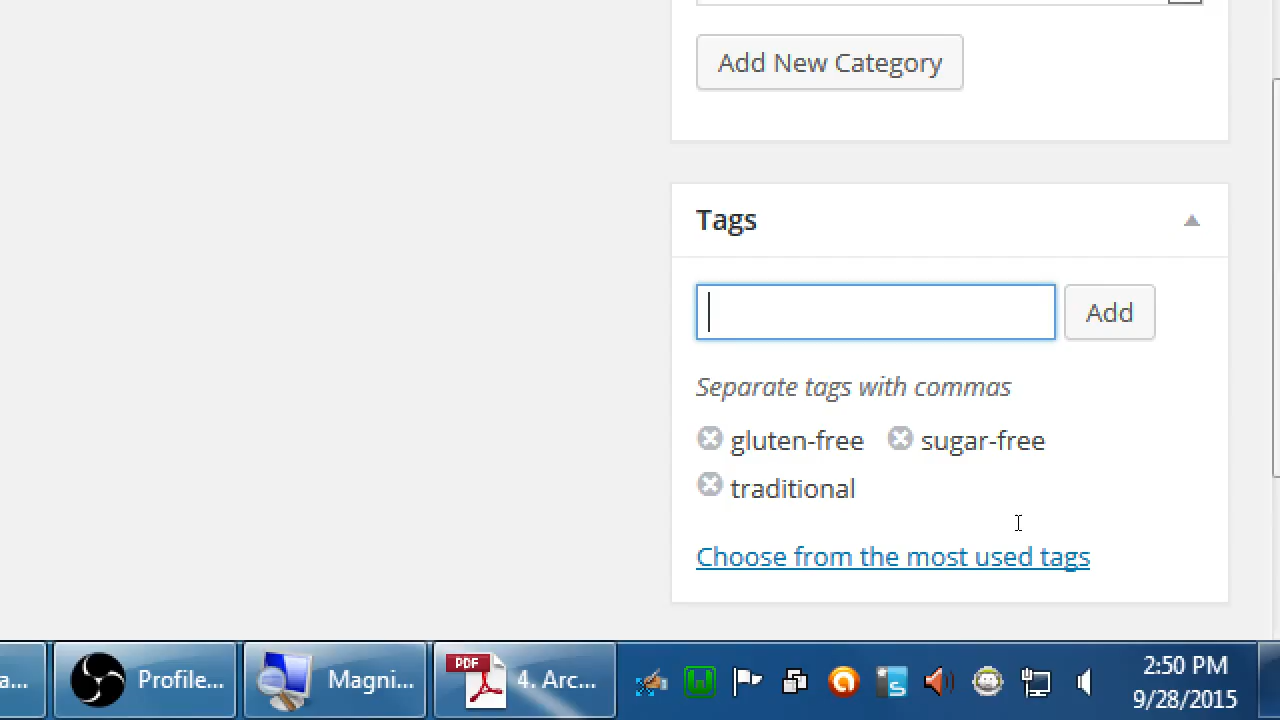 Add New Category
Tags
Add
Separate tags with commas
gluten-free sugar-free
traditional
Choose from the most used tags
a... Profile... Magni... PDF 4. Arc... S 2:50 PM
9/28/2015